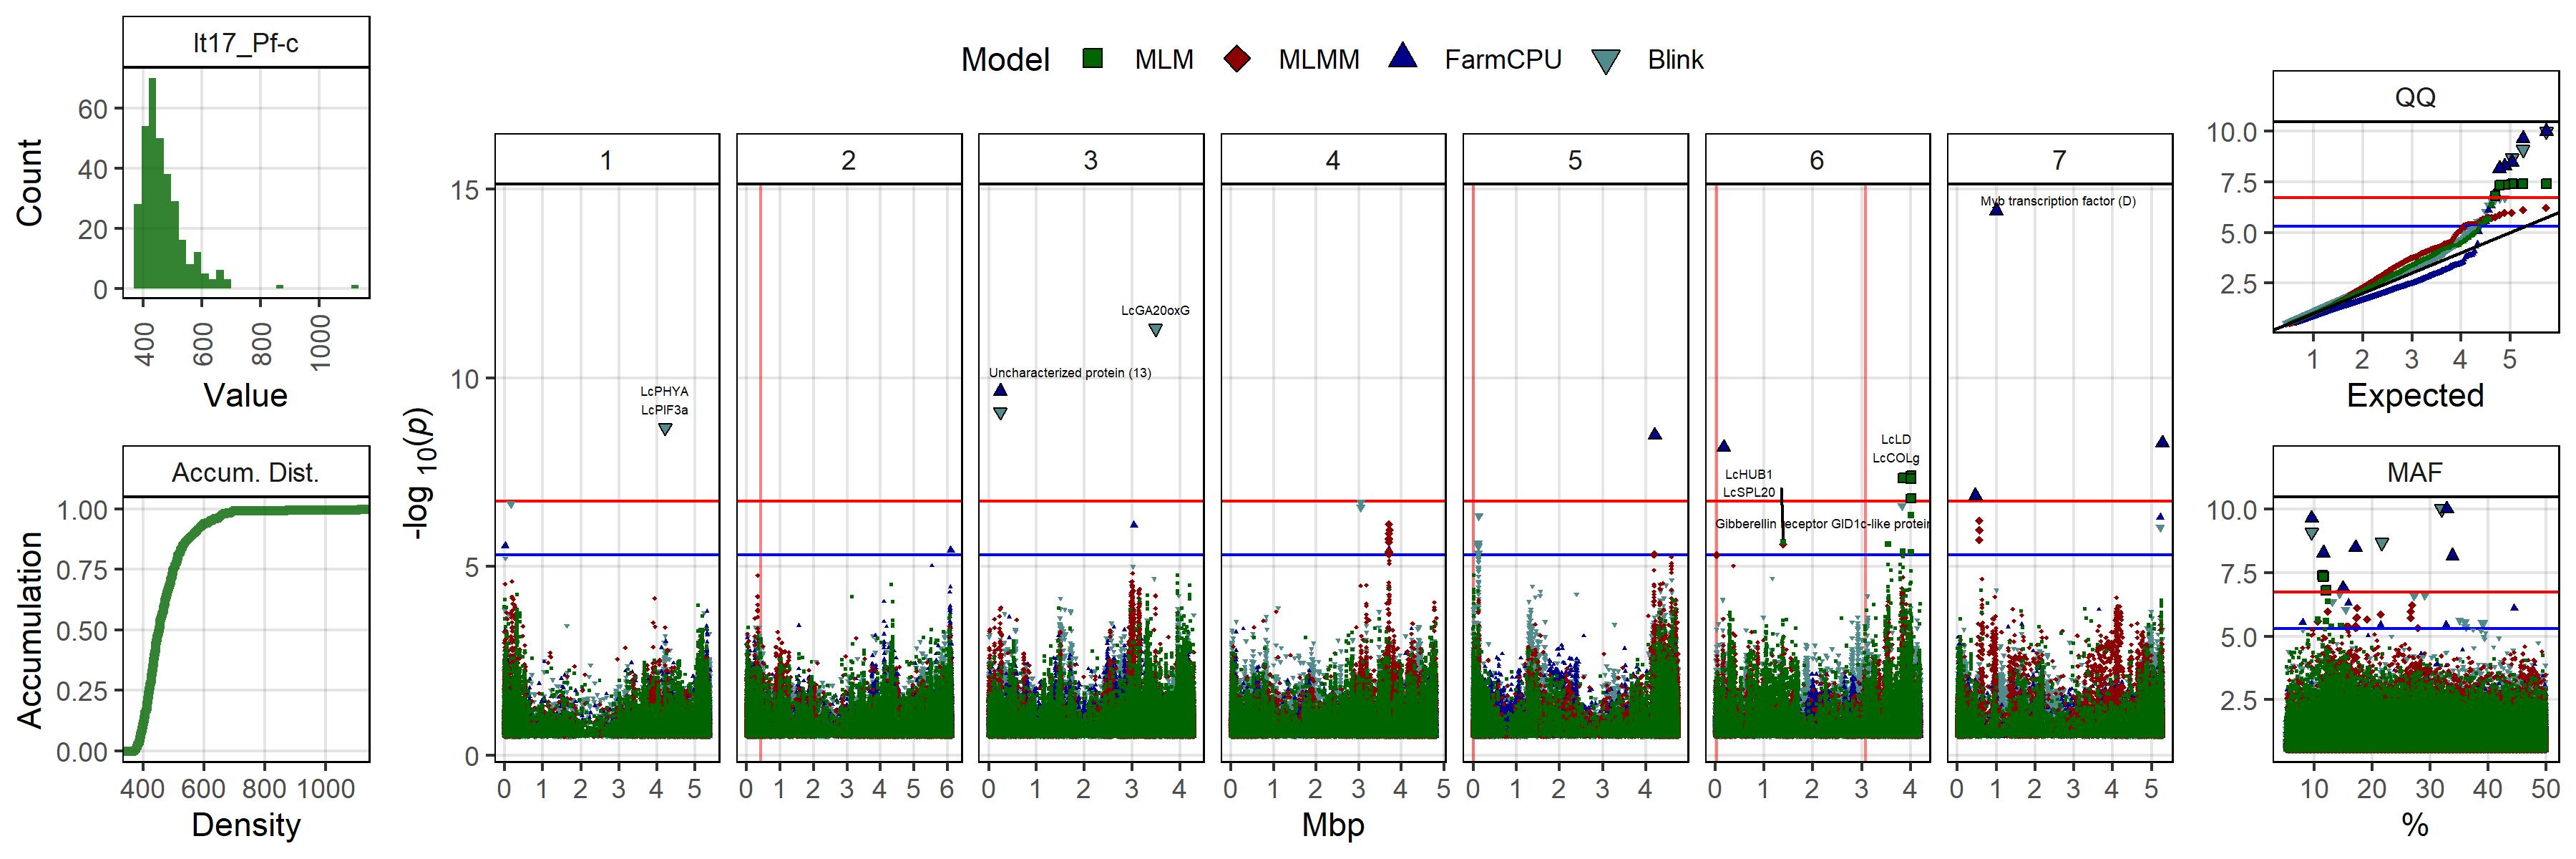 lt17_Pf-c
Count
60
40
20
0
400
600
800
1000
Value
Accum. Dist.
Accumulation
1.00
0.75
0.50
0.25
0.00
400 600 800 1000
Density
Model MLM MLMM FarmCPU Blink
1 2 3 4 5 6 7
-log 10(p)
15
10
5
0
Myb transcription factor (D)
LcGA20oxG
Uncharacterized protein (13)
LcPHYA
LcPIF3a
LcLD
LcCOLg
LcHUB1
LcSPL20
Gibberellin receptor GID1c-like protein
0 1 2 3 4 5
0 1 2 3 4 5 6
0 1 2 3 4
0 1 2 3 4 5
0 1 2 3 4
0 1 2 3 4
0 1 2 3 4 5
Mbp
QQ
10.0
7.5
5.0
2.5
1 2 3 4 5
Expected
MAF
10.0
7.5
5.0
2.5
10 20 30 40 50
%